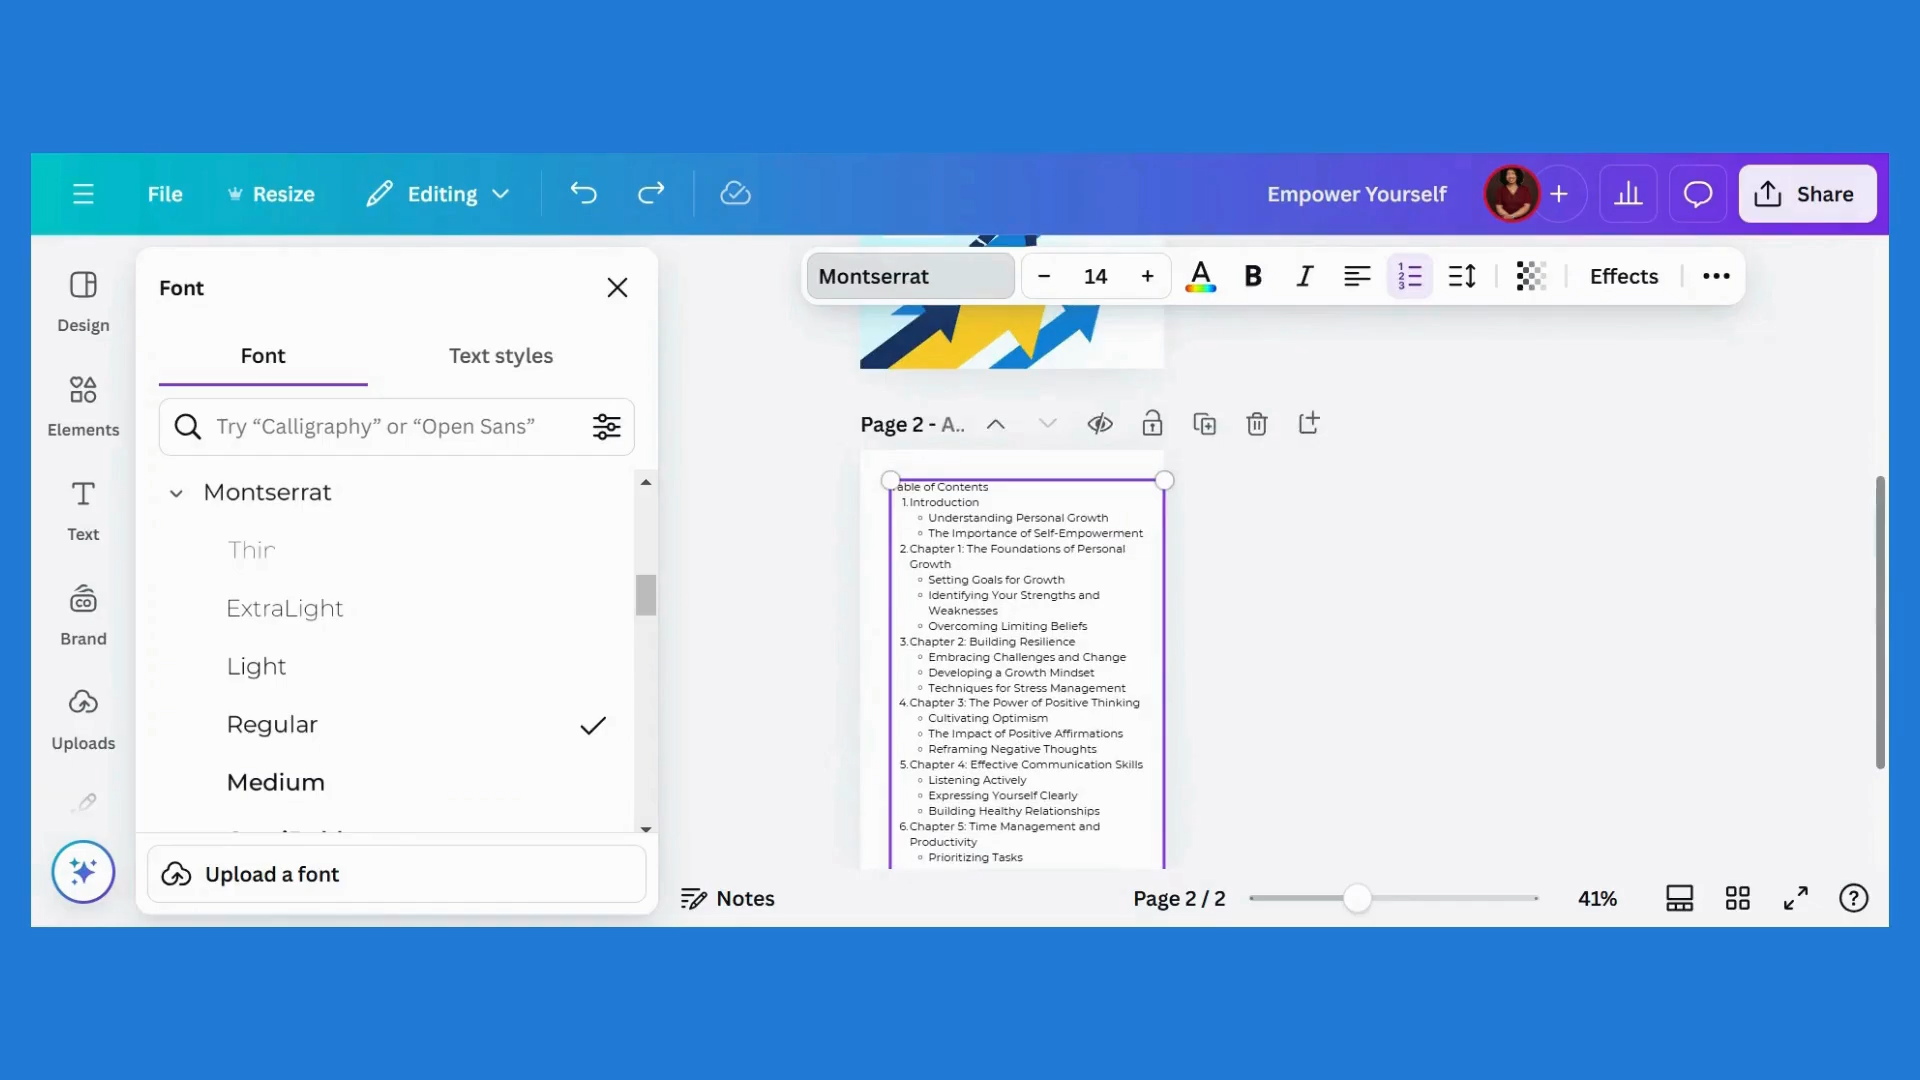 File
Resize
Editing
Empower Yourself
Share
Design
Elements
Text
CO
Brand
Uploads
Font
Font
Text styles
Try “Calligraphy” or “Open Sans”
Montserrat
Thin
ExtraLight
Light
Regular
Medium
Upload a font
Montserrat
14
A
B
I
Effects
Page 2 - A..
able of Contents
1. Introduction
Understanding Personal Growth
The Importance of Self-Empowerment
2. Chapter 1: The Foundations of Personal
Growth
Setting Goals for Growth
Identifying Your Strengths and
Weaknesses
Overcoming Limiting Beliefs
3. Chapter 2: Building Resilience
Embracing Challenges and Change
Developing a Growth Mindset
Techniques for Stress Management
4. Chapter 3: The Power of Positive Thinking
Cultivating Optimism
The Impact of Positive Affirmations
Reframing Negative Thoughts
5. Chapter 4: Effective Communication Skills
Listening Actively
Expressing Yourself Clearly
Building Healthy Relationships
6. Chapter 5: Time Management and
Productivity
Prioritizing Tasks
Notes
Page 2 / 2
41%